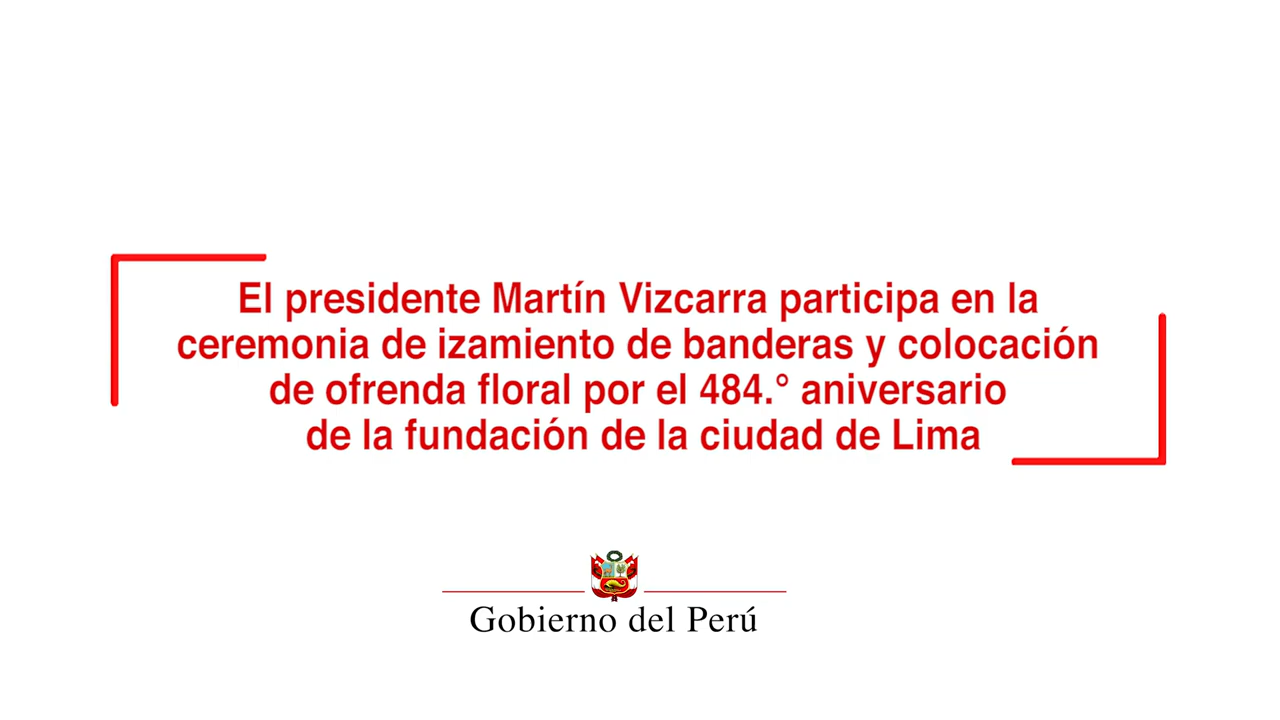 El presidente Martín Vizcarra participa en la
ceremonia de izamiento de banderas y colocación
de ofrenda floral por el 484.° aniversario
de la fundación de la ciudad de Lima
Gobierno del Perú